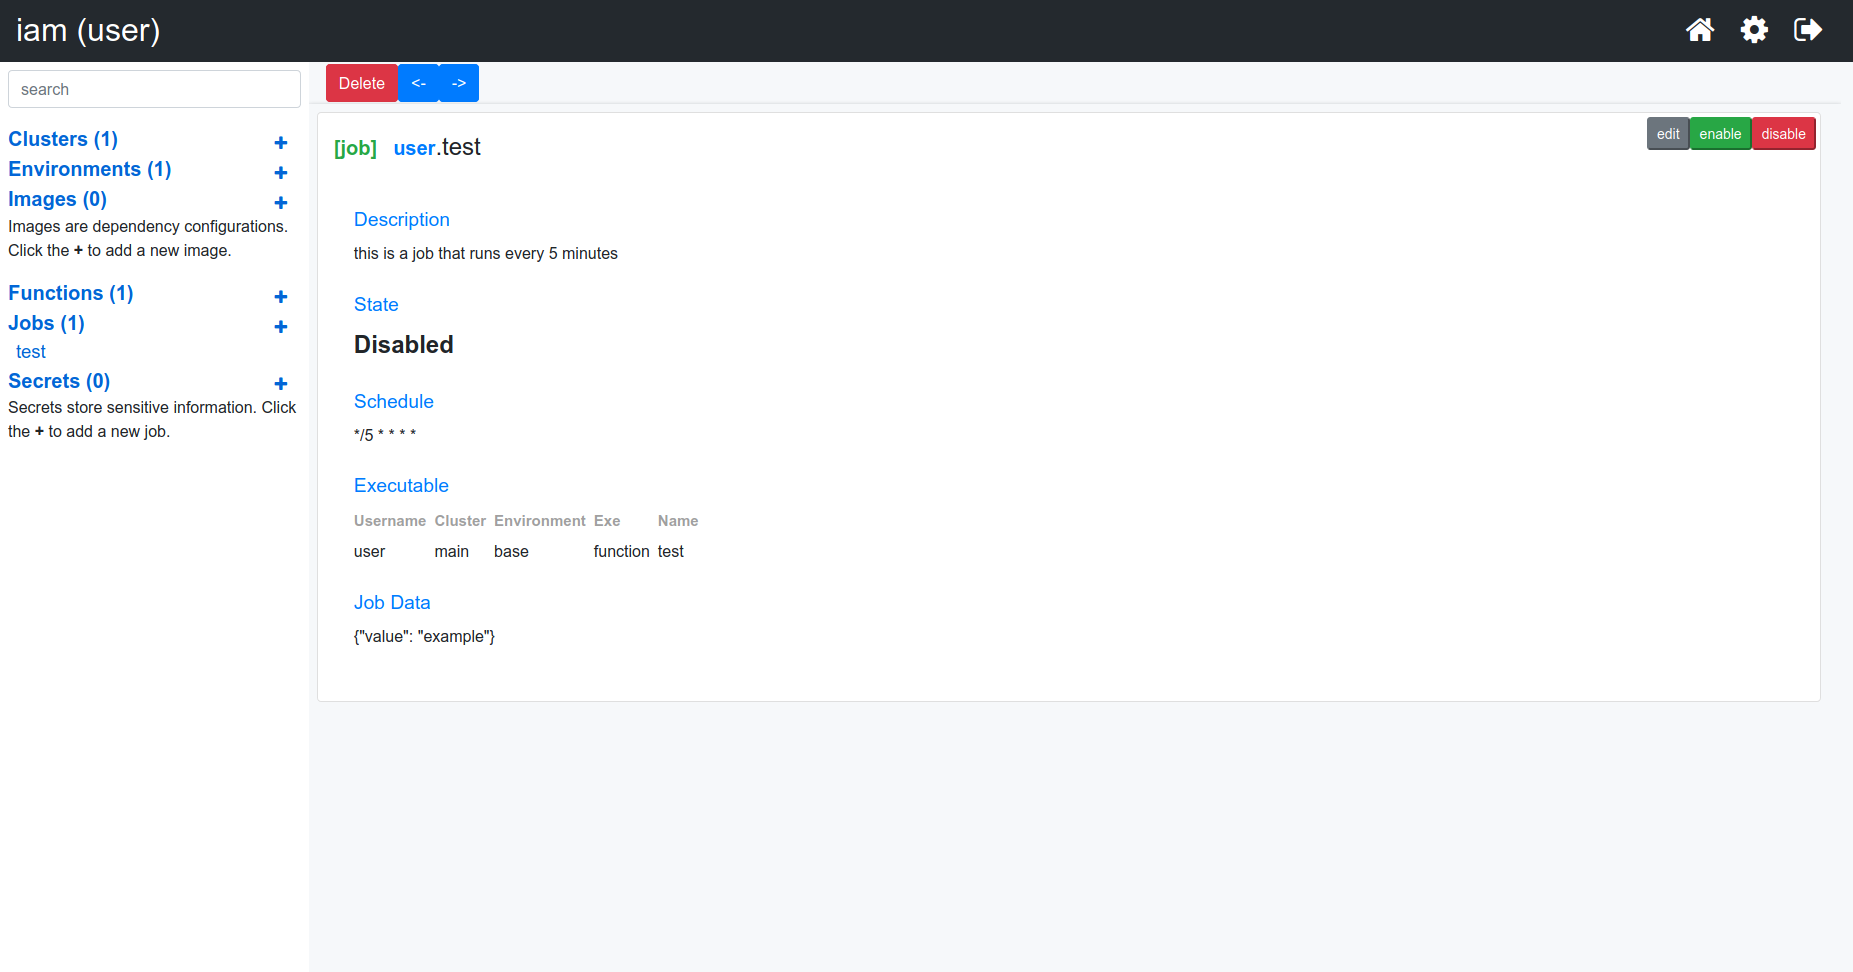 iam (user)
search
Clusters (1) +
Environments (1) +
Images (0) +
Images are dependency configurations.
Click the + to add a new image.
Functions (1) +
Jobs (1) +
test
Secrets (0) +
Secrets store sensitive information. Click
the + to add a new job.
Delete <- ->
[job] user.test
edit enable disable
Description
this is a job that runs every 5 minutes
State
Disabled
Schedule
*/5 * * * *
Executable
Username Cluster Environment Exe Name
user main base function test
Job Data
{"value": "example"}